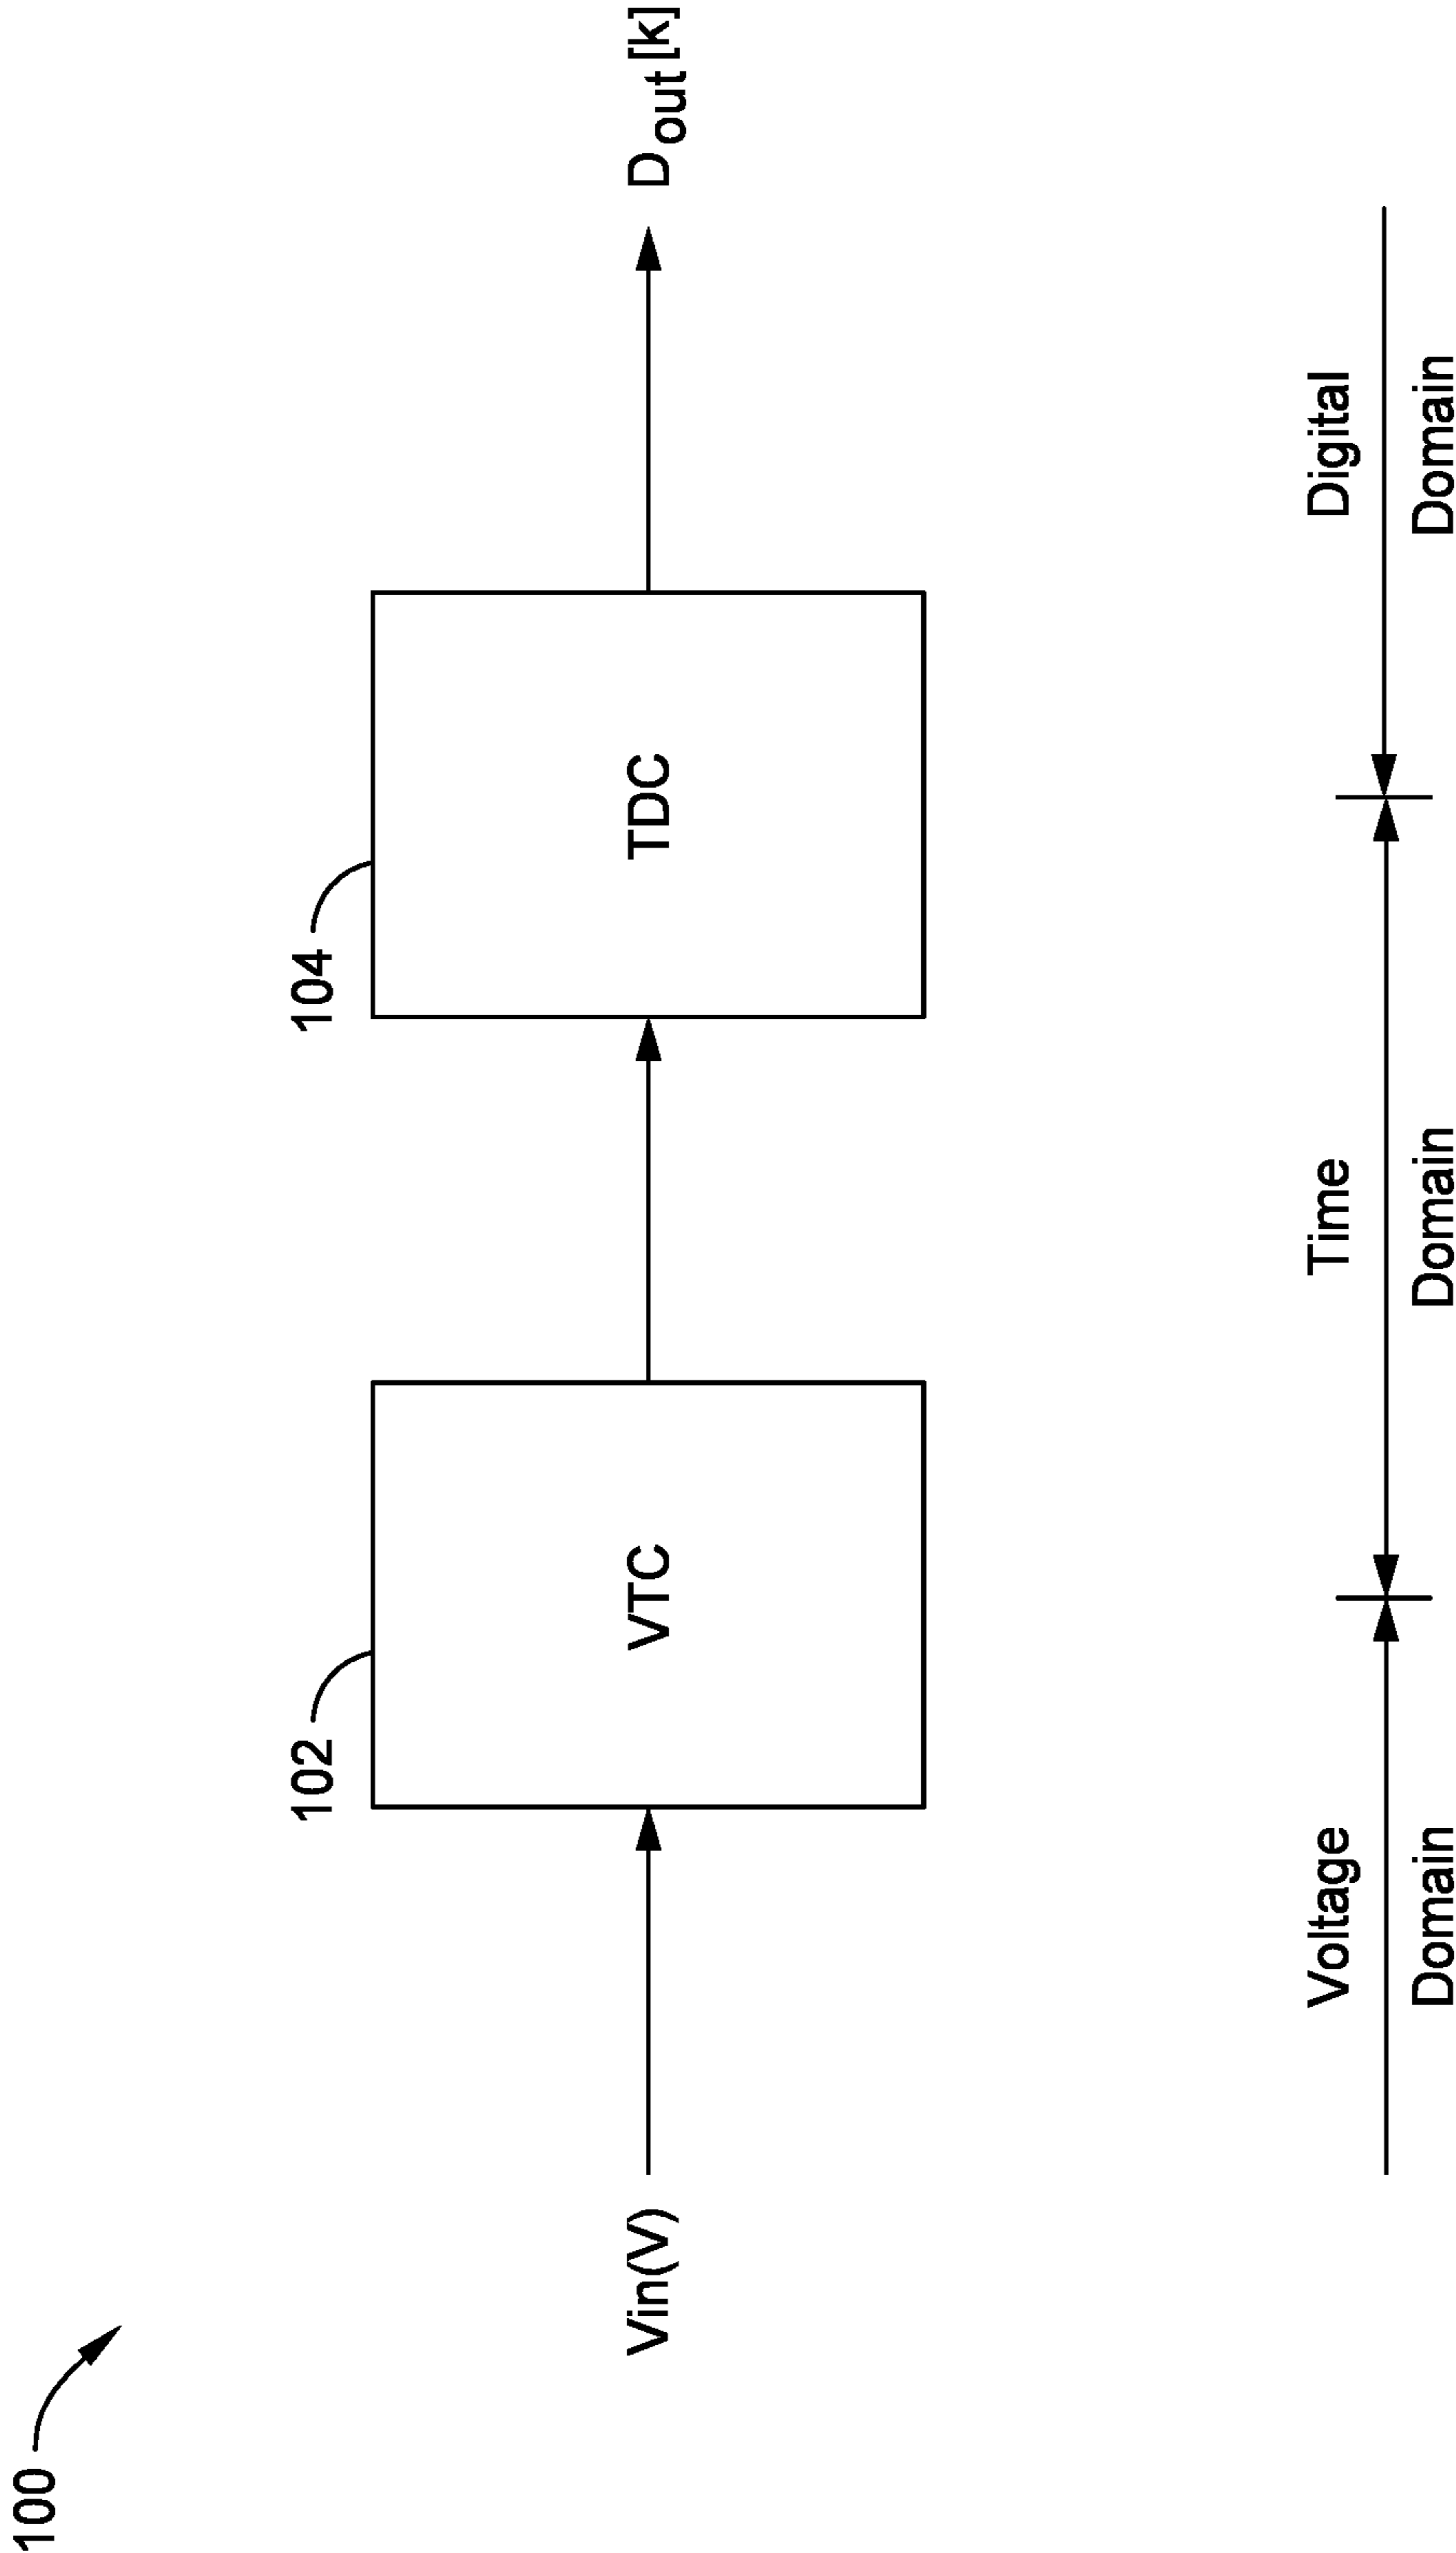 100
102
104
Vin(V)
VTC
TDC
Dout[k]
Voltage
Time
Digital
Domain
Domain
Domain